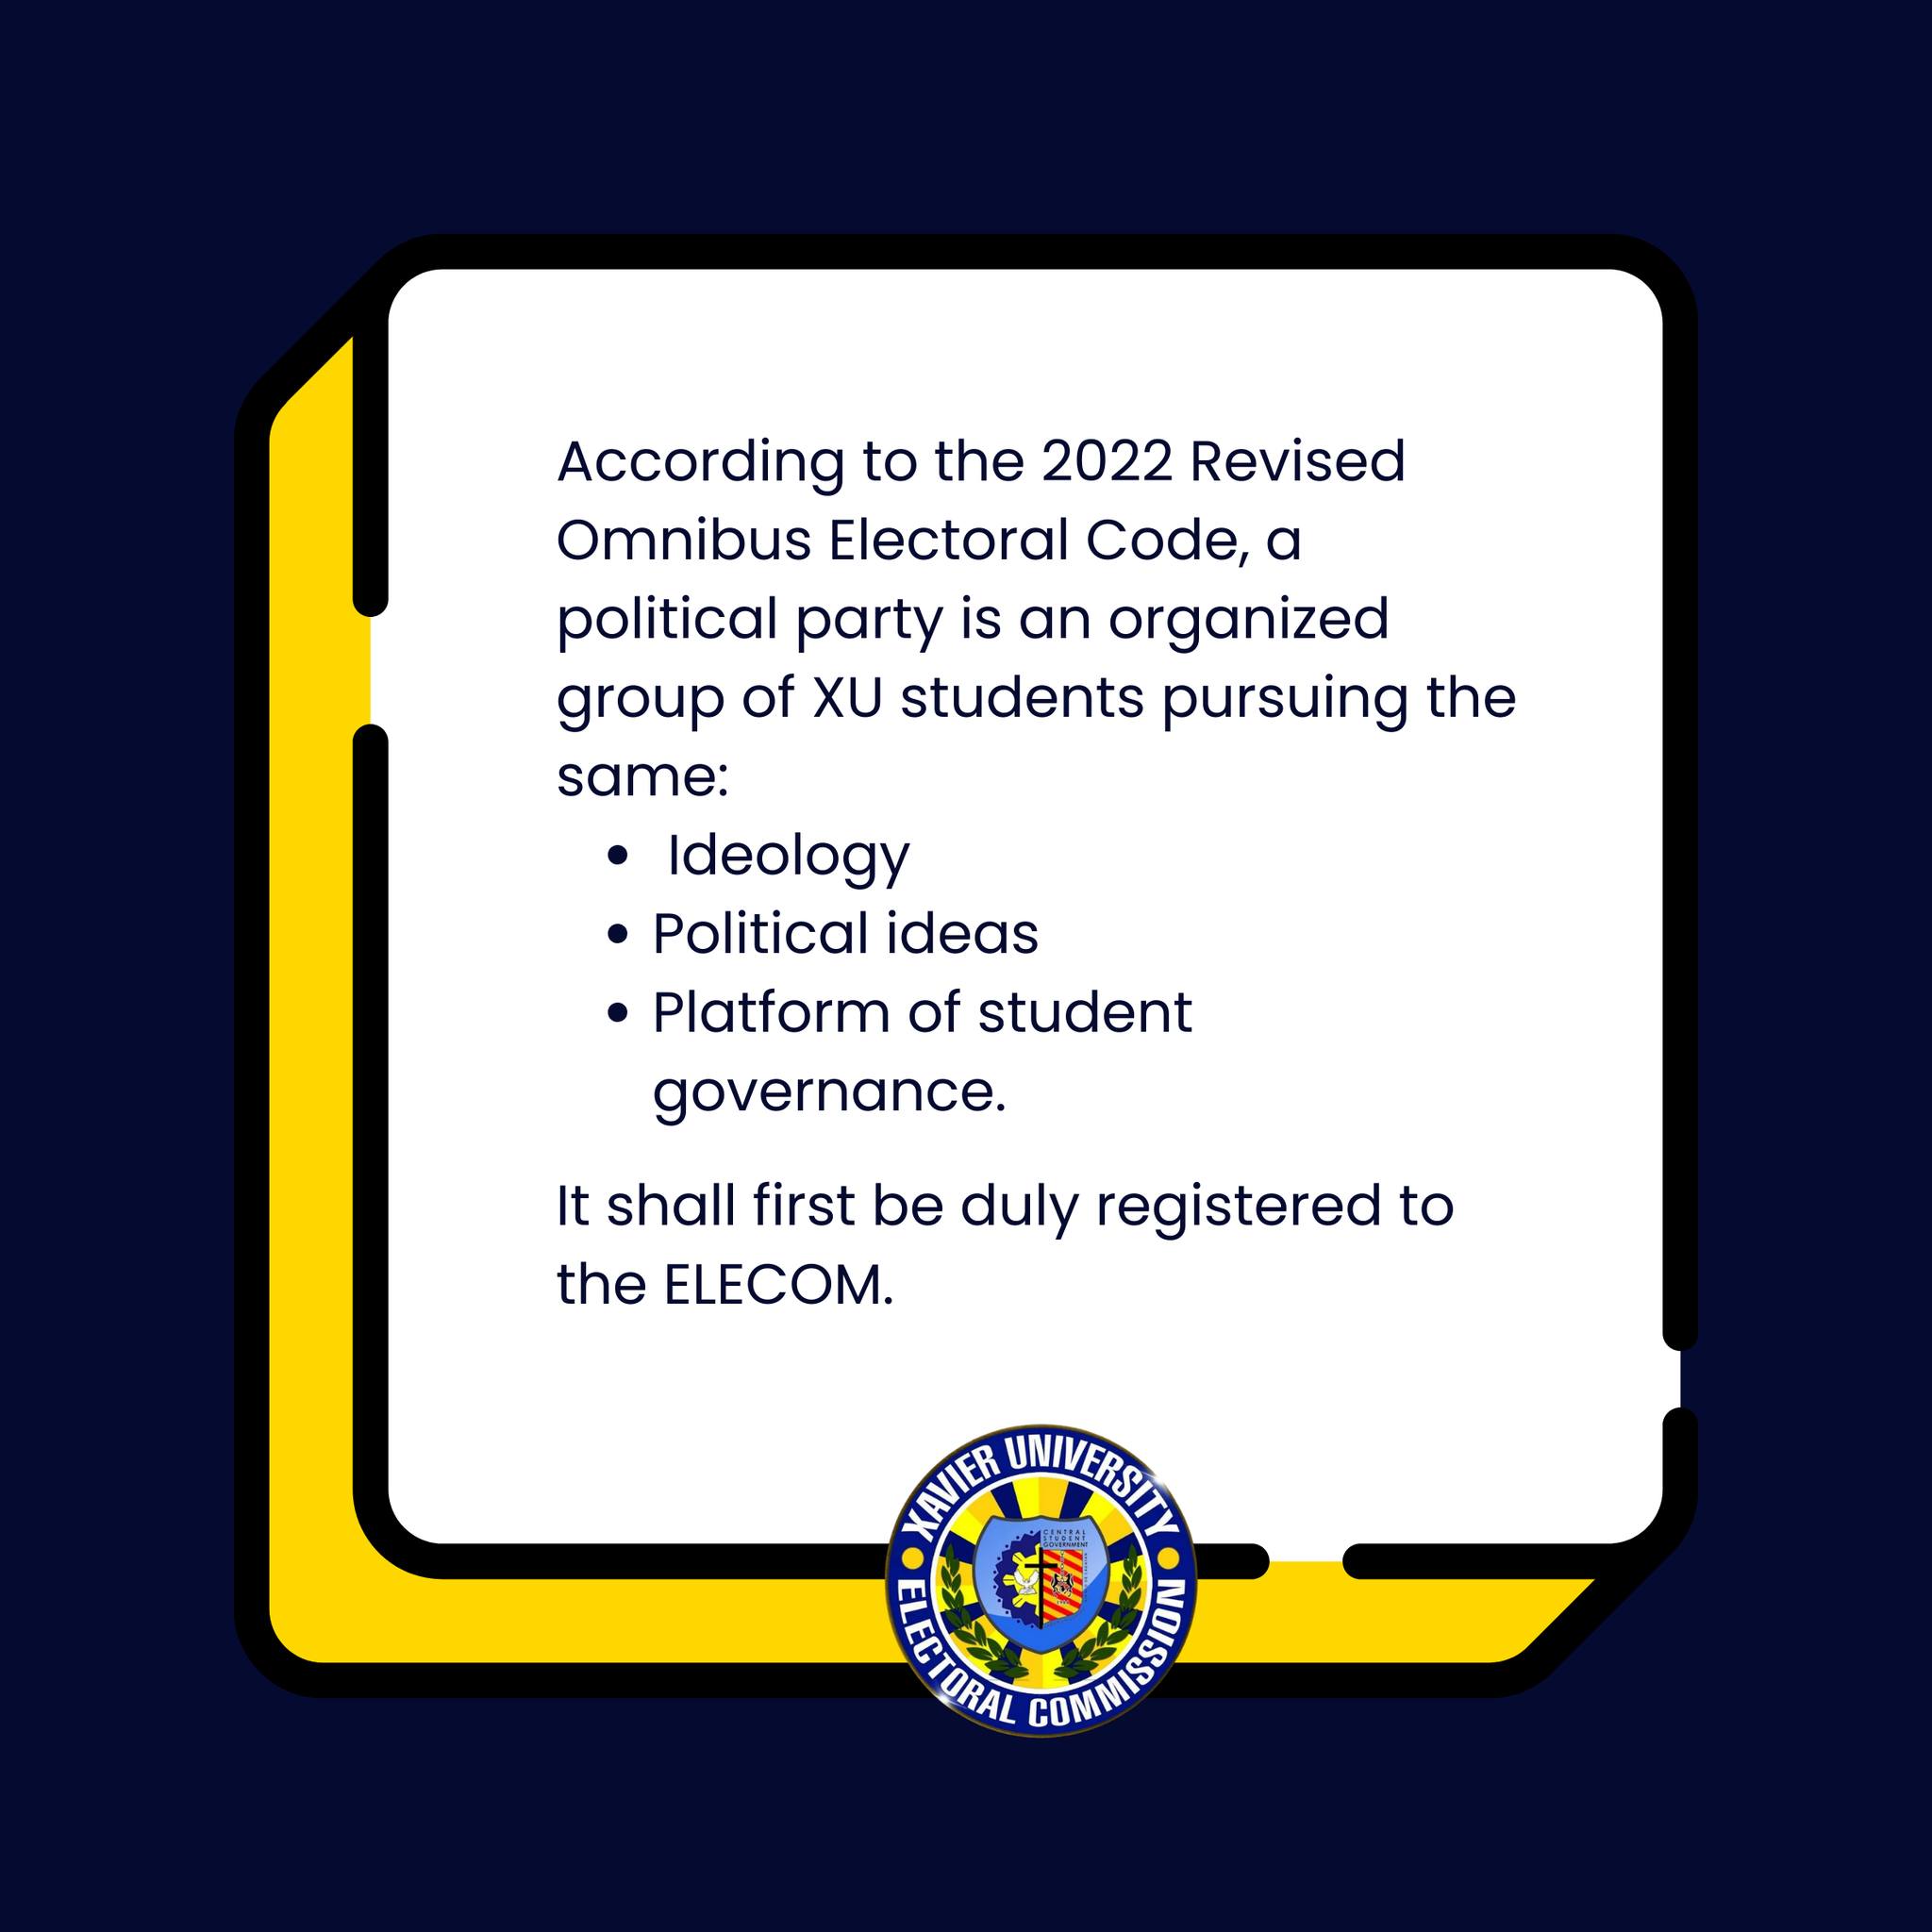 According to the 2022 Revised
Omnibus Electoral Code, a
political party is an organized
group of XU students pursuing the
same:
• Ideology
• Political ideas
• Platform of student
governance.
It shall first be duly registered to
the ELECOM.
XAVIER UNIVERSITY
CENTRAL
STUDENT
GOVERNMENT
ELECTORAL COMMISSION